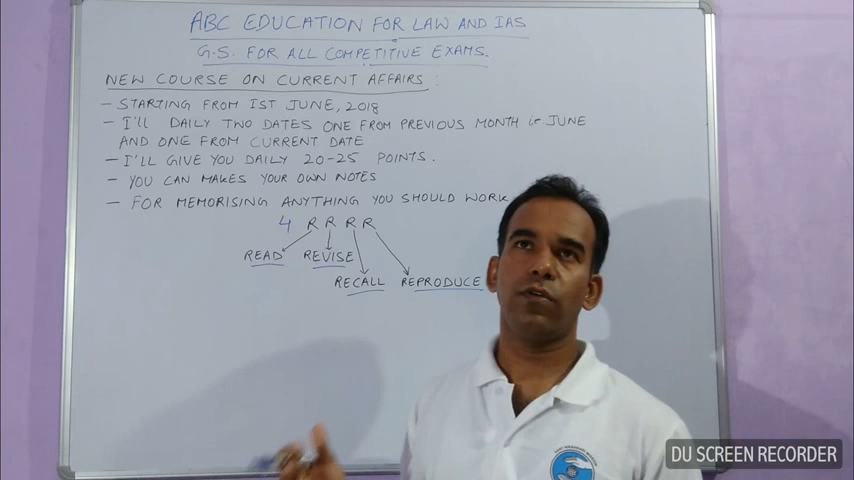 ABC EDUCATION FOR LAW AND IAS
G.S. FOR ALL COMPETITIVE EXAMS.
NEW COURSE ON CURRENT AFFAIRS :
- STARTING FROM 1ST JUNE, 2018
- I'LL DAILY TWO DATES ONE FROM PREVIOUS MONTH i.e. JUNE
AND ONE FROM CURRENT DATE
- I'LL GIVE YOU DAILY 20-25 POINTS.
- YOU CAN MAKES YOUR OWN NOTES
- FOR MEMORISING ANYTHING YOU SHOULD WORK
4 R R R R
READ REVISE
RECALL REPRODUCE
DU SCREEN RECORDER